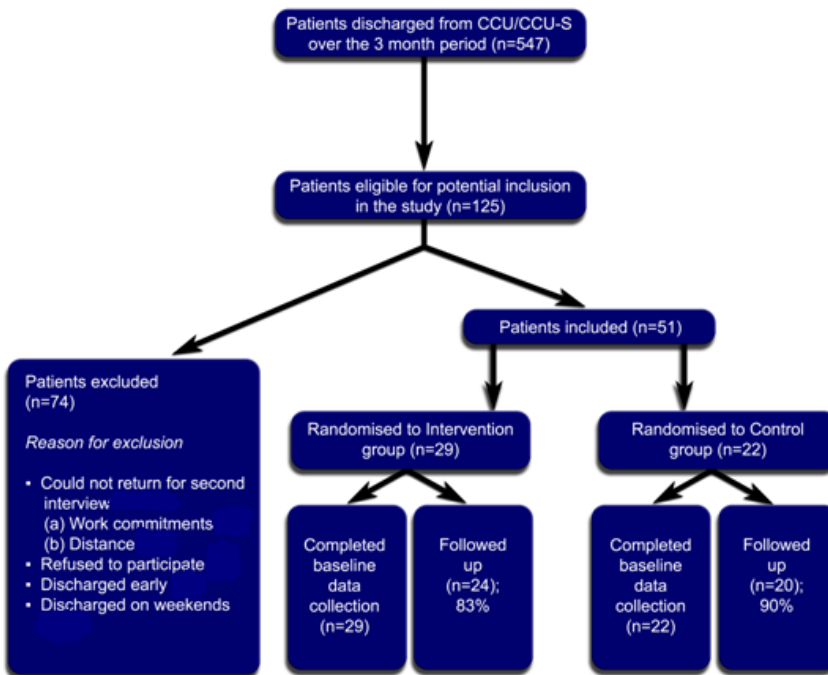 Patients discharged from CCU/CCU-S
over the 3 month period (n=547)
Patients eligible for potential inclusion
in the study (n=125)
Patients included (n=51)
Patients excluded
(n=74)
Reason for exclusion
▪ Could not return for second
interview
(a) Work commitments
(b) Distance
▪ Refused to participate
▪ Discharged early
▪ Discharged on weekends
Randomised to Intervention
group (n=29)
Randomised to Control
group (n=22)
Completed
baseline
data
collection
(n=29)
Followed
up
(n=24);
83%
Completed
baseline
data
collection
(n=22)
Followed
up
(n=20);
90%